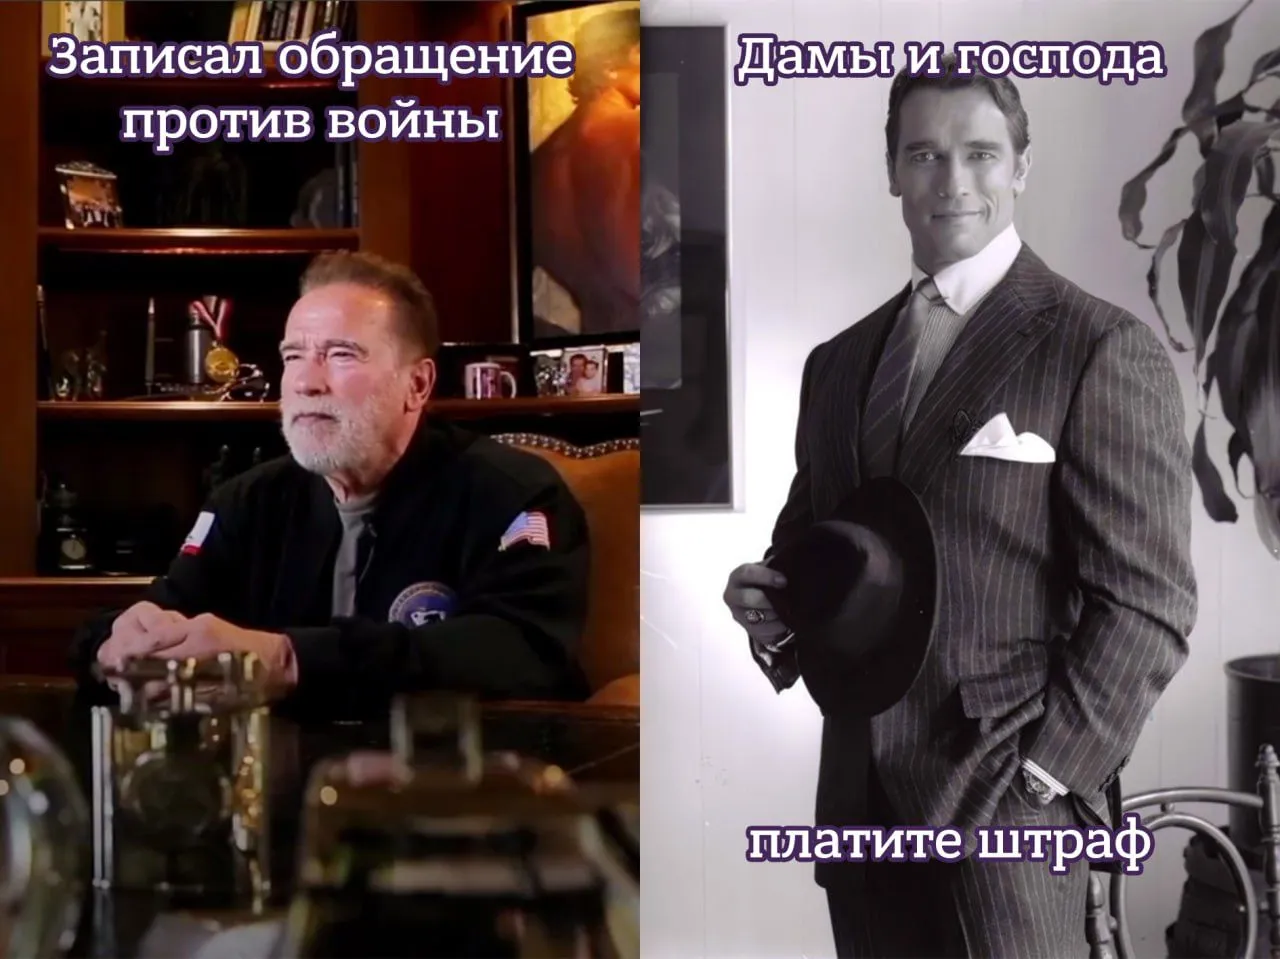 Записал обращение
против войны
Дамы и господа
платите штраф